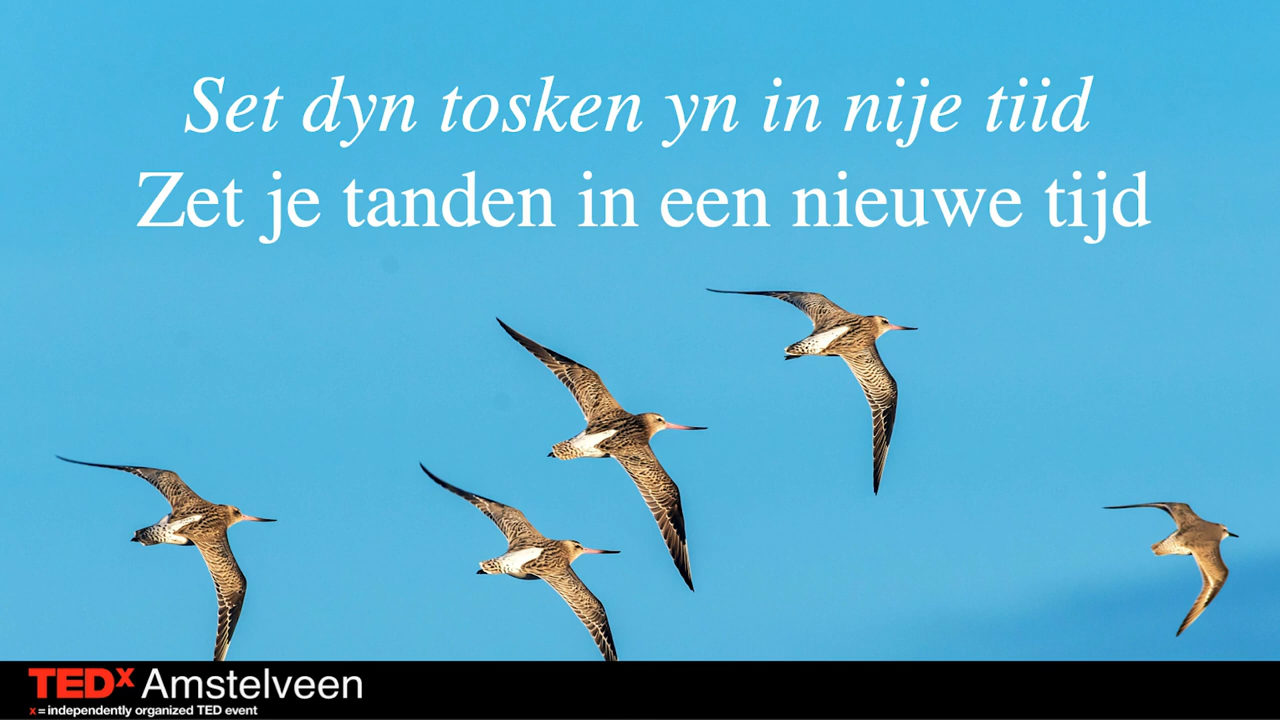 Set dyn tosken yn in nije tiid
Zet je tanden in een nieuwe tijd
TEDx Amstelveen
x = independently organized TED event